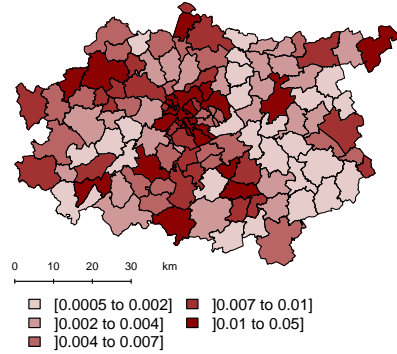 0 10 20 30 km
[0.0005 to 0.002] ]0.007 to 0.01]
]0.002 to 0.004] ]0.01 to 0.05]
]0.004 to 0.007]